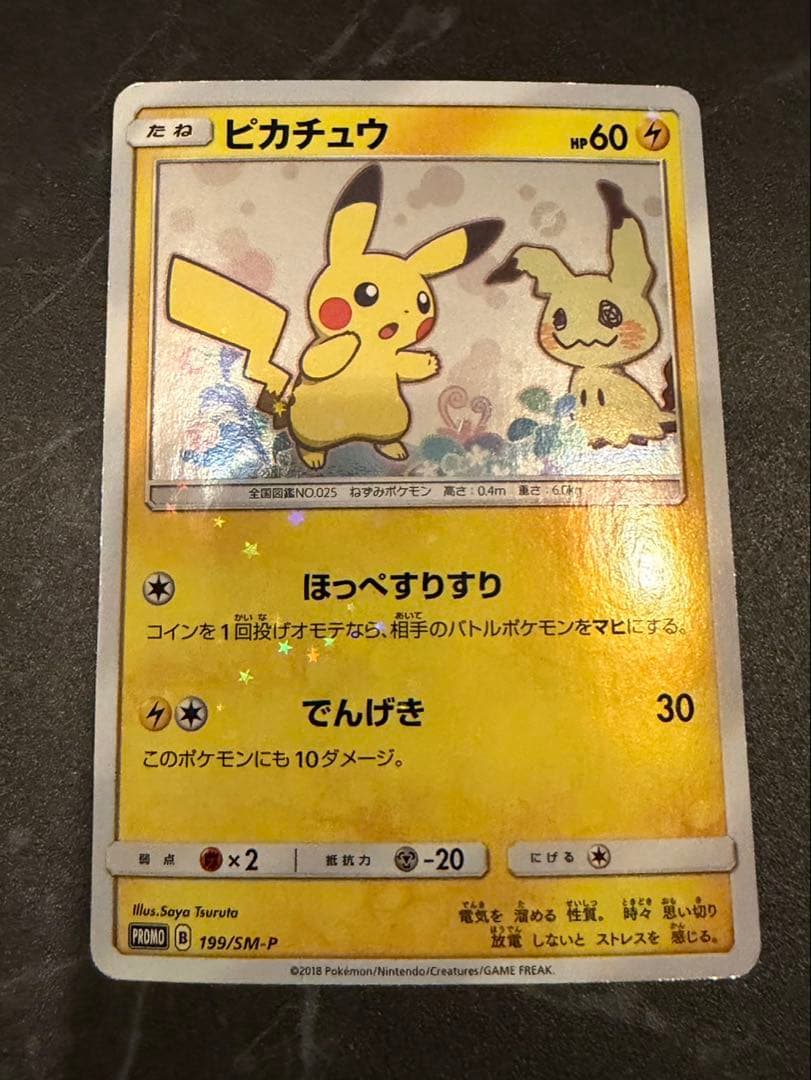 たね ピカチュウ HP60
全国図鑑NO.025 ねずみポケモン 高さ：0.4m 重さ：6.0kg
ほっぺすりすり
コインを1回投げオモテなら、相手のバトルポケモンをマヒにする。
でんげき 30
このポケモンにも10ダメージ。
弱点 ×2 抵抗力 -20 にげる
Illus.Saya Tsuruta
電気を 溜める 性質。 時々 思い切り
放電 しないと ストレスを 感じる。
PROMO B 199/SM-P
©2018 Pokémon/Nintendo/Creatures/GAME FREAK.